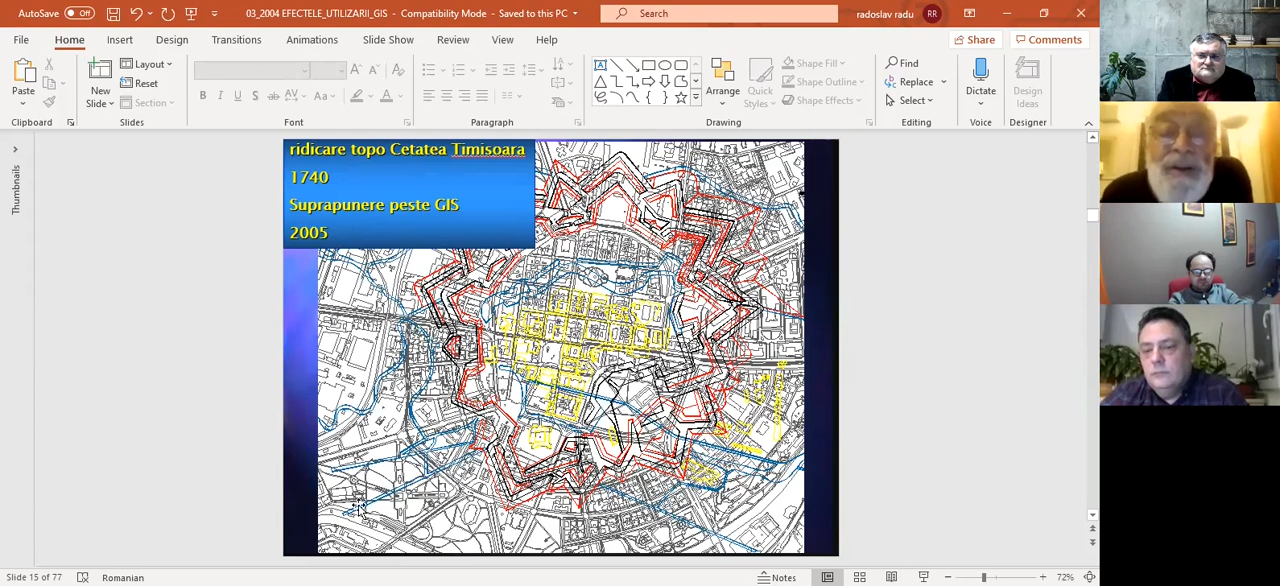 AutoSave Off 03_2004 EFECTELE_UTILIZARII_GIS - Compatibility Mode - Saved to this PC Search radoslav radu RR
File Home Insert Design Transitions Animations Slide Show Review View Help Share Comments
Paste
New Slide
Layout
Reset
Section
B I U S ab AV Aa A
A A A
Arrange
Quick Styles
Shape Fill
Shape Outline
Shape Effects
Find
Replace
Select
Dictate
Design Ideas
Clipboard Slides Font Paragraph Drawing Editing Voice Designer
Thumbnails
ridicare topo Cetatea Timisoara
1740
Suprapunere peste GIS
2005
Slide 15 of 77 Romanian Notes 72%